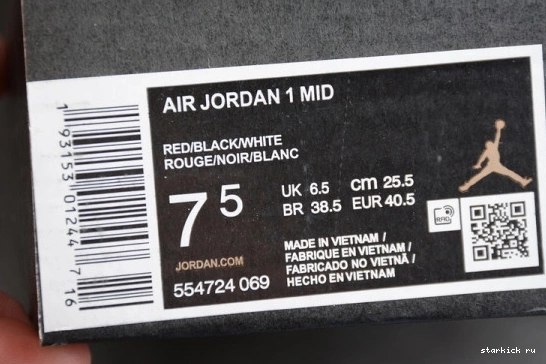 AIR JORDAN 1 MID
RED/BLACK/WHITE
ROUGE/NOIR/BLANC
7 5
UK 6.5 CM 25.5
BR 38.5 EUR 40.5
JORDAN.COM
554724 069
MADE IN VIETNAM /
FABRIQUE EN VIETNAM /
FABRICADO NO VIETNÃ /
HECHO EN VIETNAM
RFID
1 93153 01244 7 16
starkick ru